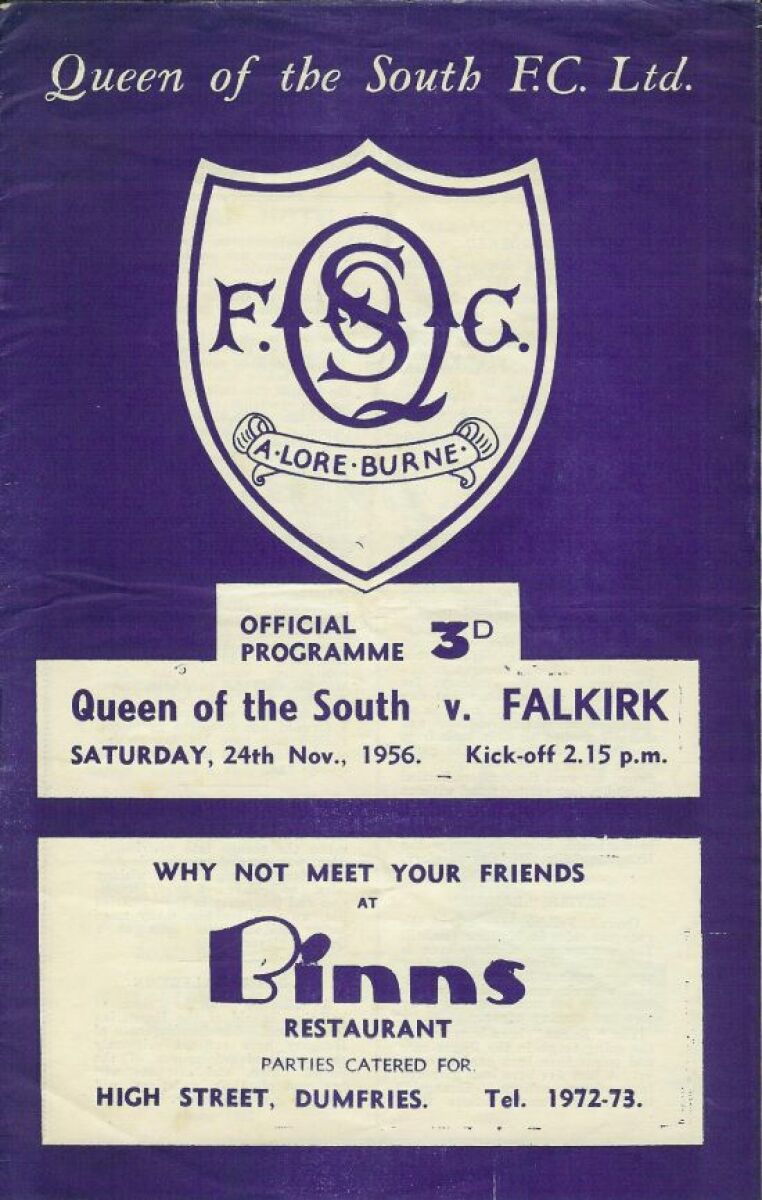 Queen of the South F.C. Ltd.
F. QOS C.
A·LORE·BURNE·
OFFICIAL
PROGRAMME 3D
Queen of the South v. FALKIRK
SATURDAY, 24th Nov., 1956. Kick-off 2.15 p.m.
WHY NOT MEET YOUR FRIENDS
AT
Binns
RESTAURANT
PARTIES CATERED FOR.
HIGH STREET, DUMFRIES. Tel. 1972-73.